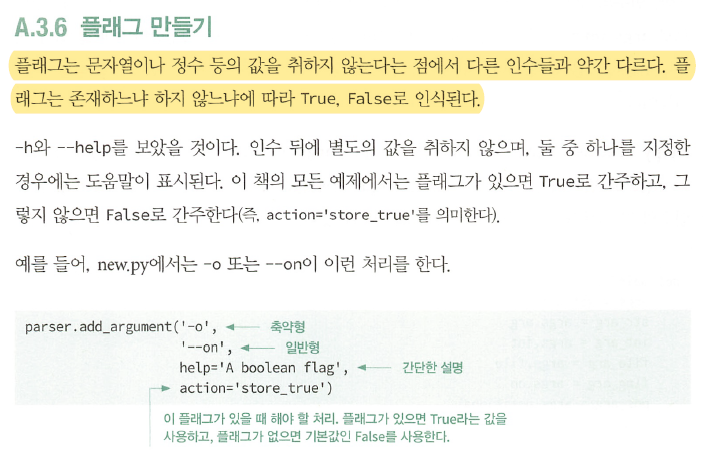 A.3.6 플래그 만들기
플래그는 문자열이나 정수 등의 값을 취하지 않는다는 점에서 다른 인수들과 약간 다르다. 플
래그는 존재하느냐 하지 않느냐에 따라 True, False로 인식된다.
-h와 --help를 보았을 것이다. 인수 뒤에 별도의 값을 취하지 않으며, 둘 중 하나를 지정한
경우에는 도움말이 표시된다. 이 책의 모든 예제에서는 플래그가 있으면 True로 간주하고, 그
렇지 않으면 False로 간주한다(즉, action='store_true'를 의미한다).
예를 들어, new.py에서는 -o 또는 --on이 이런 처리를 한다.
parser.add_argument('-o', 축약형
'--on', 일반형
help='A boolean flag', 간단한 설명
action='store_true')
이 플래그가 있을 때 해야 할 처리. 플래그가 있으면 True라는 값을
사용하고, 플래그가 없으면 기본값인 False를 사용한다.